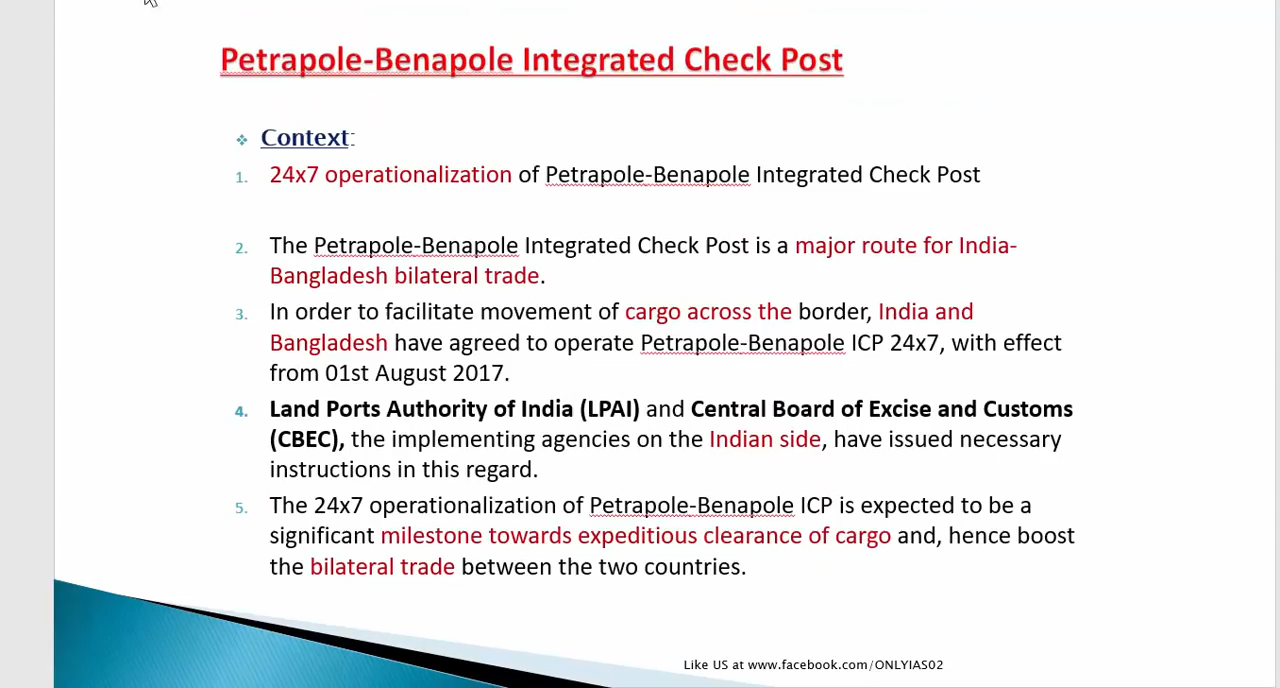 Petrapole-Benapole Integrated Check Post
❖ Context:
1. 24x7 operationalization of Petrapole-Benapole Integrated Check Post
2. The Petrapole-Benapole Integrated Check Post is a major route for India-
Bangladesh bilateral trade.
3. In order to facilitate movement of cargo across the border, India and
Bangladesh have agreed to operate Petrapole-Benapole ICP 24x7, with effect
from 01st August 2017.
4. Land Ports Authority of India (LPAI) and Central Board of Excise and Customs
(CBEC), the implementing agencies on the Indian side, have issued necessary
instructions in this regard.
5. The 24x7 operationalization of Petrapole-Benapole ICP is expected to be a
significant milestone towards expeditious clearance of cargo and, hence boost
the bilateral trade between the two countries.
Like US at www.facebook.com/ONLYIAS02